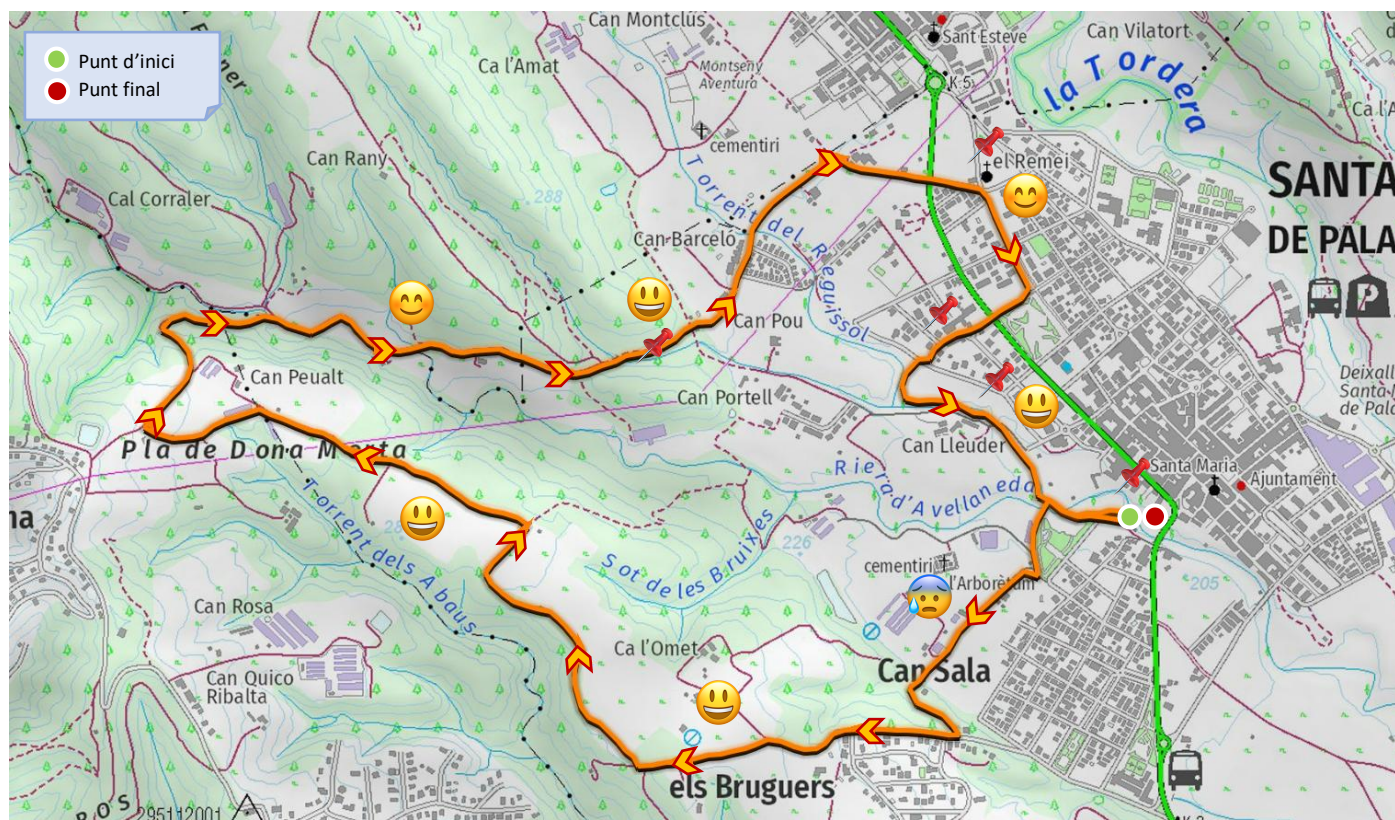 Punt d'inici
Punt final
Can Montclús
Sant Esteve
Can Vilatort
Ca l'Amat
Montseny
Aventura
K.5
la Tordera
cementiri
Can Rany
el Remei
SANTA
DE PALA
Cal Corraler
288
Torrent del Reguissol
Can Barceló
Can Pou
Can Peualt
Can Portell
Deixall
Santa
de Pal
Can Lleuder
Pla de Dona Morta
Riera d'Avellaneda
Santa Maria
Ajuntament
na
Torrent dels Abaus
Sot de les Bruixes
226
cementiri
l'Arborètum
205
Can Rosa
Ca l'Omet
Can Sala
Can Quico
Ribalta
els Bruguers
295112001